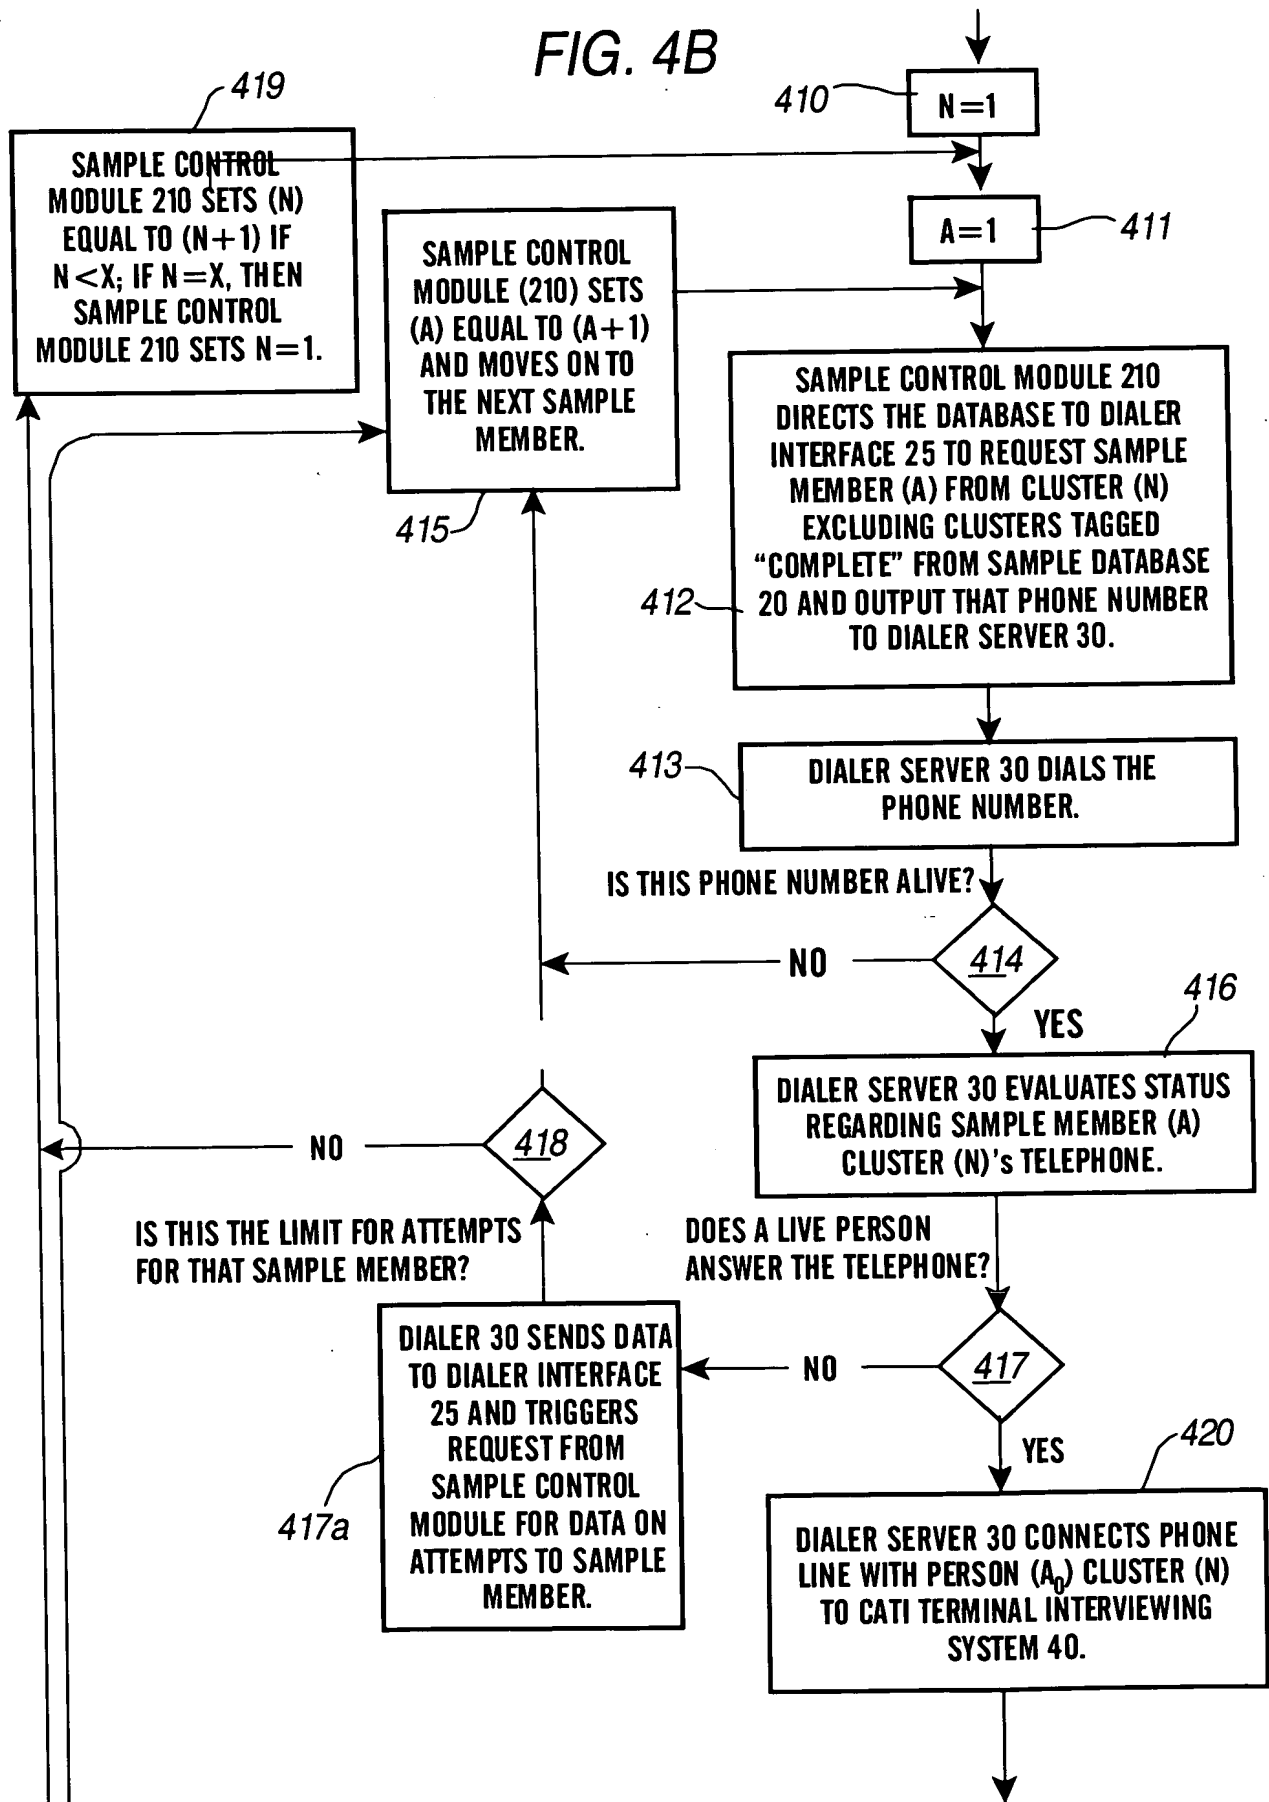 FIG. 4B
410
N=1
419
SAMPLE CONTROL
MODULE 210 SETS (N)
EQUAL TO (N+1) IF
N<X; IF N=X, THEN
SAMPLE CONTROL
MODULE 210 SETS N=1.
A=1
411
SAMPLE CONTROL
MODULE (210) SETS
(A) EQUAL TO (A+1)
AND MOVES ON TO
THE NEXT SAMPLE
MEMBER.
415
SAMPLE CONTROL MODULE 210
DIRECTS THE DATABASE TO DIALER
INTERFACE 25 TO REQUEST SAMPLE
MEMBER (A) FROM CLUSTER (N)
EXCLUDING CLUSTERS TAGGED
“COMPLETE” FROM SAMPLE DATABASE
20 AND OUTPUT THAT PHONE NUMBER
TO DIALER SERVER 30.
412
413
DIALER SERVER 30 DIALS THE
PHONE NUMBER.
IS THIS PHONE NUMBER ALIVE?
414
NO
YES
416
DIALER SERVER 30 EVALUATES STATUS
REGARDING SAMPLE MEMBER (A)
CLUSTER (N)'s TELEPHONE.
418
NO
IS THIS THE LIMIT FOR ATTEMPTS
FOR THAT SAMPLE MEMBER?
DOES A LIVE PERSON
ANSWER THE TELEPHONE?
417
NO
YES
DIALER 30 SENDS DATA
TO DIALER INTERFACE
25 AND TRIGGERS
REQUEST FROM
SAMPLE CONTROL
MODULE FOR DATA ON
ATTEMPTS TO SAMPLE
MEMBER.
417a
420
DIALER SERVER 30 CONNECTS PHONE
LINE WITH PERSON (A0) CLUSTER (N)
TO CATI TERMINAL INTERVIEWING
SYSTEM 40.